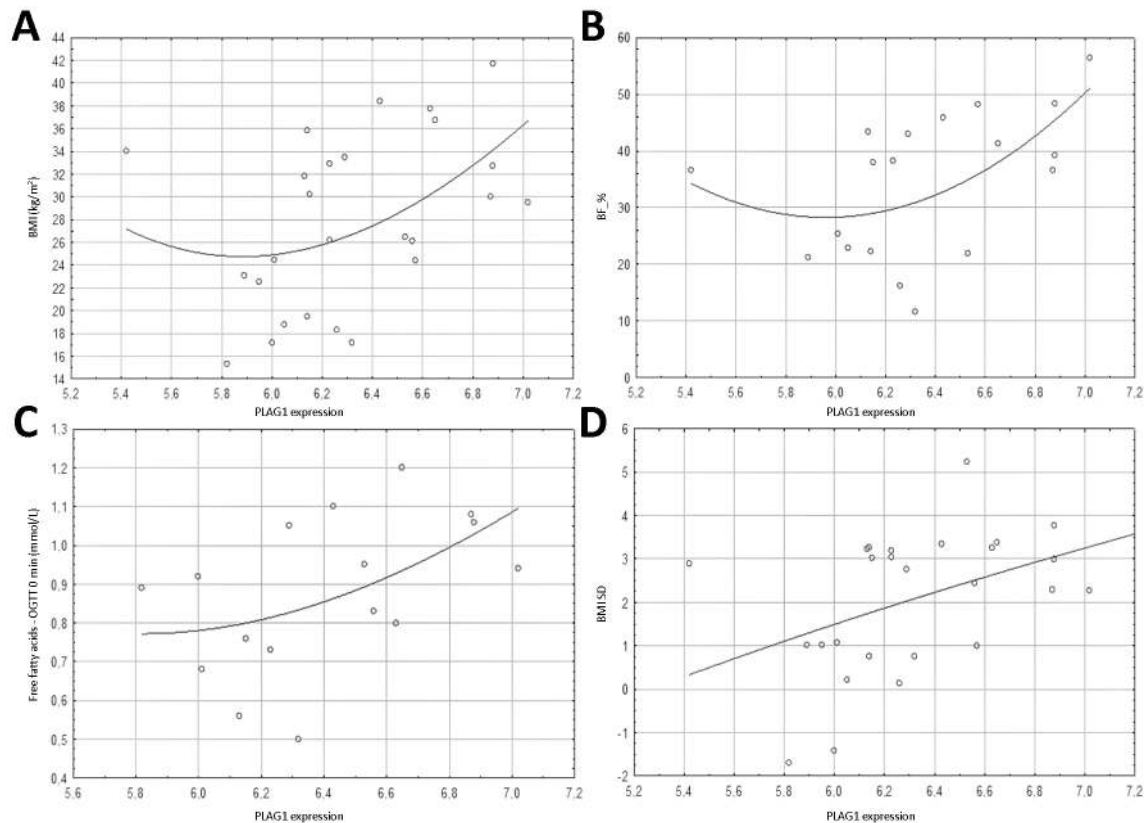 A
BMI(kg/m²)
44
42
40
38
36
34
32
30
28
26
24
22
20
18
16
14
5.2 5.4 5.6 5.8 6.0 6.2 6.4 6.6 6.8 7.0 7.2
PLAG1 expression
B
BF_%
60
50
40
30
20
10
0
5.2 5.4 5.6 5.8 6.0 6.2 6.4 6.6 6.8 7.0 7.2
PLAG1 expression
C
Free fatty acids - OGTT 0 min (mmol/L)
1.3
1.2
1.1
1.0
0.9
0.8
0.7
0.6
0.5
0.4
5.6 5.8 6.0 6.2 6.4 6.6 6.8 7.0 7.2
PLAG1 expression
D
BMI SD
6
5
4
3
2
1
0
-1
-2
5.2 5.4 5.6 5.8 6.0 6.2 6.4 6.6 6.8 7.0 7.2
PLAG1 expression